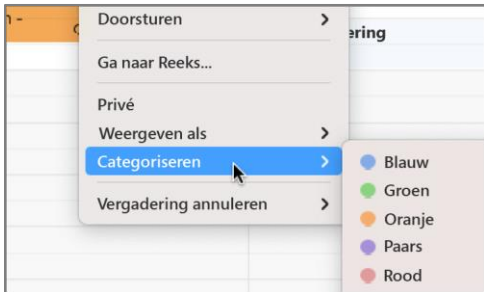 Doorsturen
ering
Ga naar Reeks...
Privé
Weergeven als
Categoriseren
Blauw
Groen
Oranje
Vergadering annuleren
Paars
Rood